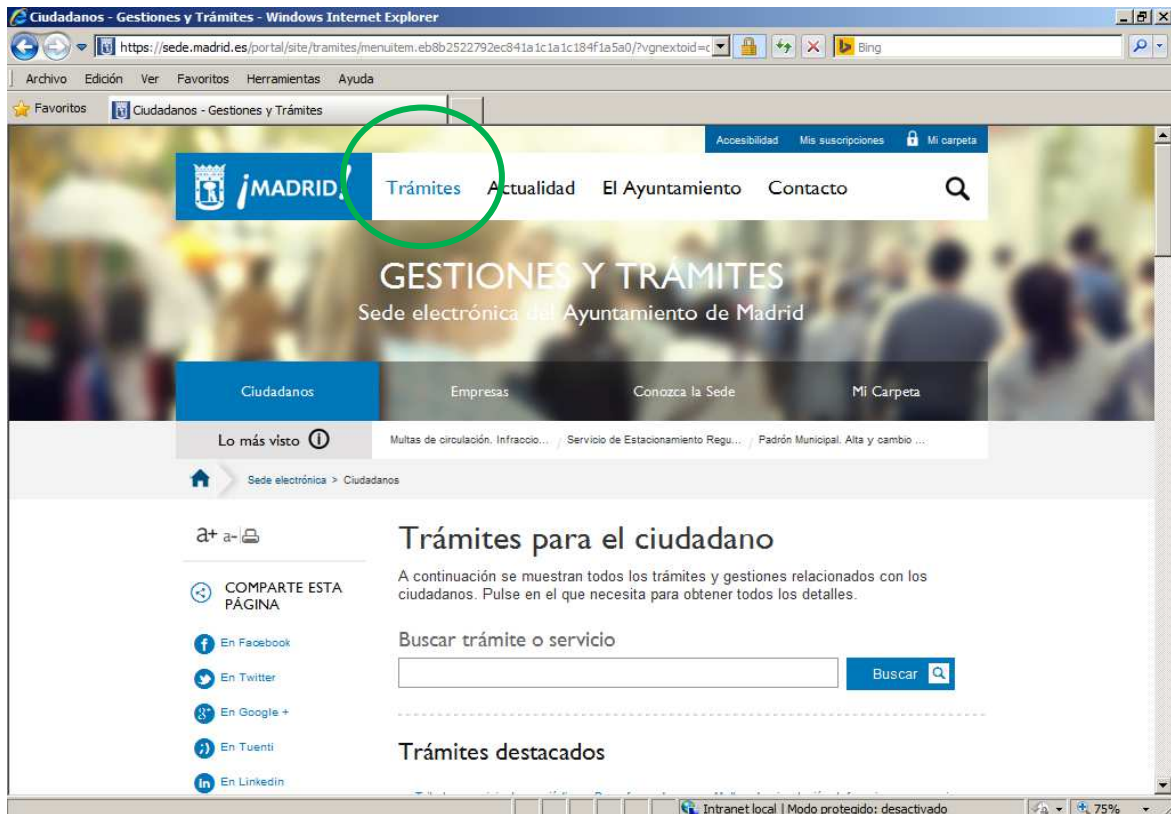 Ciudadanos - Gestiones y Trámites - Windows Internet Explorer
https://sede.madrid.es/portal/site/tramites/menuitem.eb8b2522792ec841a1c1a1c184f1a5a0/?vgnextoid=c
Bing
Archivo Edición Ver Favoritos Herramientas Ayuda
Favoritos Ciudadanos - Gestiones y Trámites
Accesibilidad Mis suscripciones Mi carpeta
¡MADRID! Trámites Actualidad El Ayuntamiento Contacto
GESTIONES Y TRÁMITES
Sede electrónica del Ayuntamiento de Madrid
Ciudadanos Empresas Conozca la Sede Mi Carpeta
Lo más visto Multas de circulación. Infraccio... / Servicio de Estacionamiento Regu... / Padrón Municipal. Alta y cambio ...
Sede electrónica > Ciudadanos
a+ a-
Trámites para el ciudadano
A continuación se muestran todos los trámites y gestiones relacionados con los
ciudadanos. Pulse en el que necesita para obtener todos los detalles.
COMPARTE ESTA
PÁGINA
Buscar trámite o servicio
En Facebook
Buscar
En Twitter
En Google +
En Tuenti
Trámites destacados
En Linkedin
Intranet local | Modo protegido: desactivado 75%